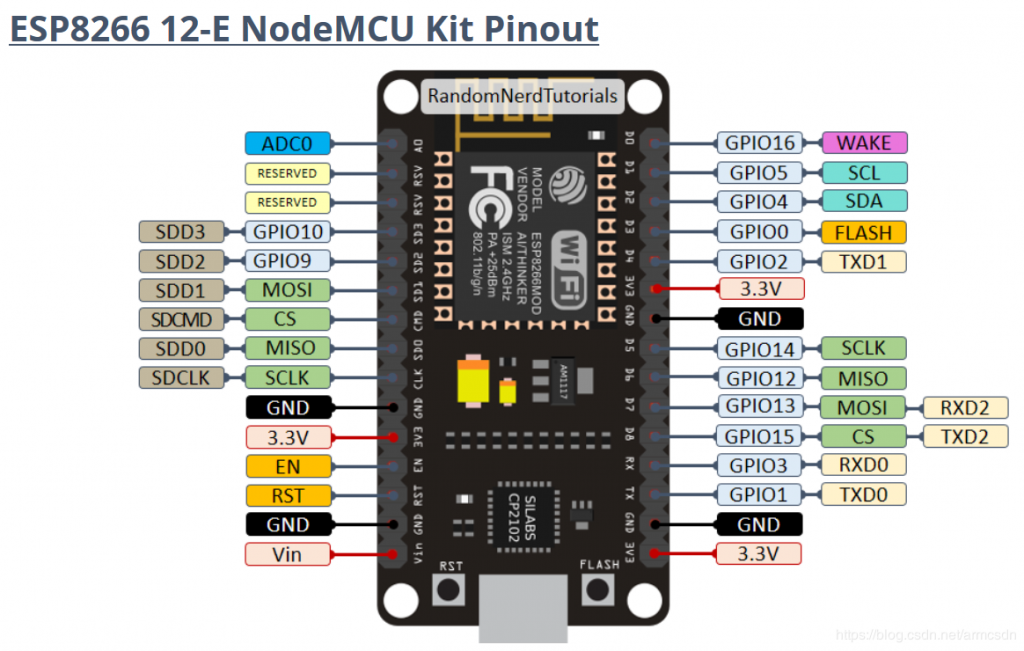 ESP8266 12-E NodeMCU Kit Pinout
RandomNerdTutorials
ADC0
RESERVED
RESERVED
SDD3 GPIO10
SDD2 GPIO9
SDD1 MOSI
SDCMD CS
SDD0 MISO
SDCLK SCLK
GND
3.3V
EN
RST
GND
Vin
A0
RSV
RSV
SD3
SD2
SD1
CMD
SD0
CLK
GND
3V3
EN
RST
GND
Vin
MODEL ESP8266MOD
VENDOR AI/THINKER
ISM 2.4GHz
PA +25dBm
802.11b/g/n
FC
WiFi
AM1117
SILABS
CP2102
RST
FLASH
D0
D1
D2
D3
D4
3V3
GND
D5
D6
D7
D8
RX
TX
GND
3V3
GPIO16 WAKE
GPIO5 SCL
GPIO4 SDA
GPIO0 FLASH
GPIO2 TXD1
3.3V
GND
GPIO14 SCLK
GPIO12 MISO
GPIO13 MOSI RXD2
GPIO15 CS TXD2
GPIO3 RXD0
GPIO1 TXD0
GND
3.3V
https://blog.csdn.net/armcsdn